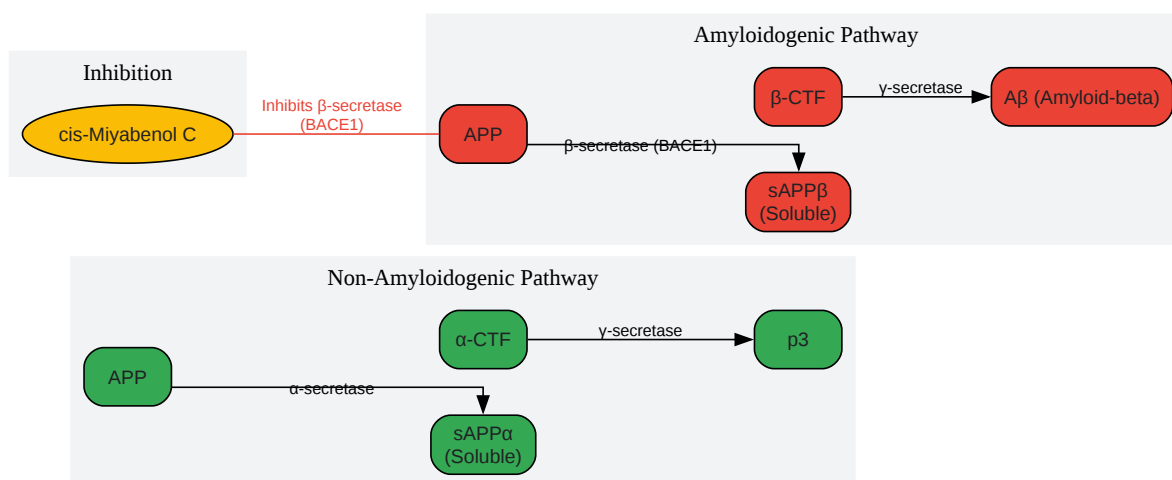 Amyloidogenic Pathway
Inhibition
cis-Miyabenol C
Inhibits β-secretase
(BACE1)
APP
β-secretase (BACE1)
β-CTF
γ-secretase
Aβ (Amyloid-beta)
sAPPβ
(Soluble)
Non-Amyloidogenic Pathway
APP
α-secretase
α-CTF
γ-secretase
p3
sAPPα
(Soluble)